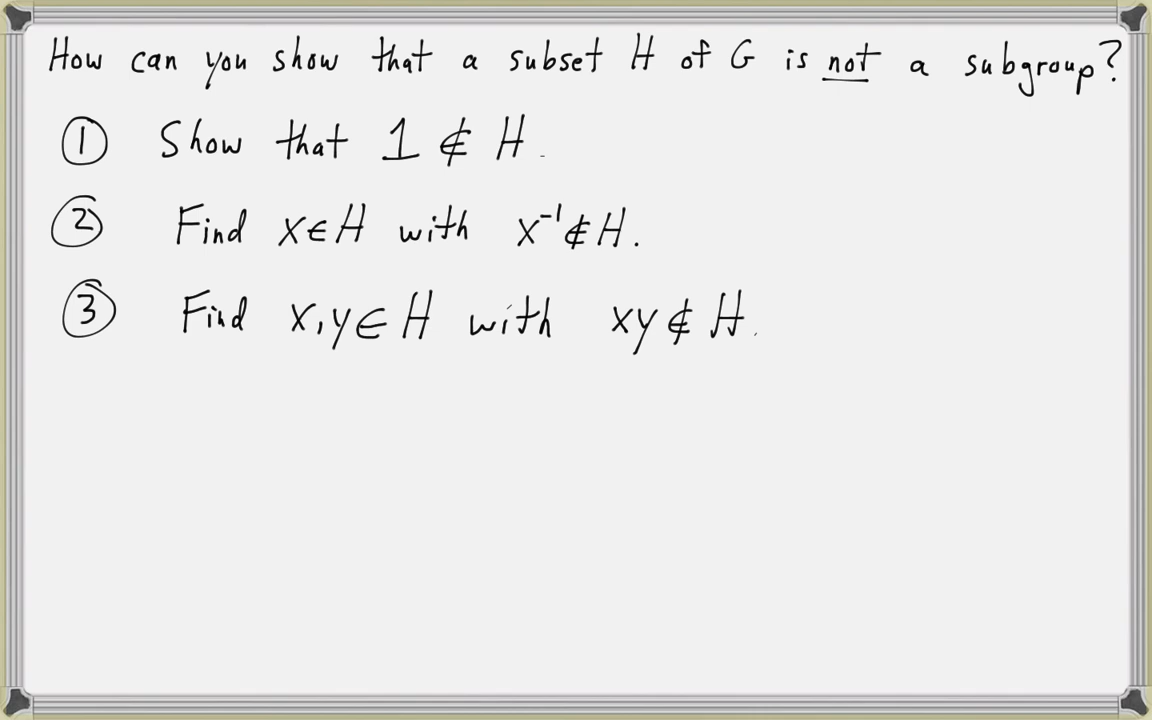 How can you show that a subset H of G is not a subgroup?
① Show that 1 ∉ H.
② Find x∈H with x⁻¹∉H.
③ Find x,y∈H with xy∉H.